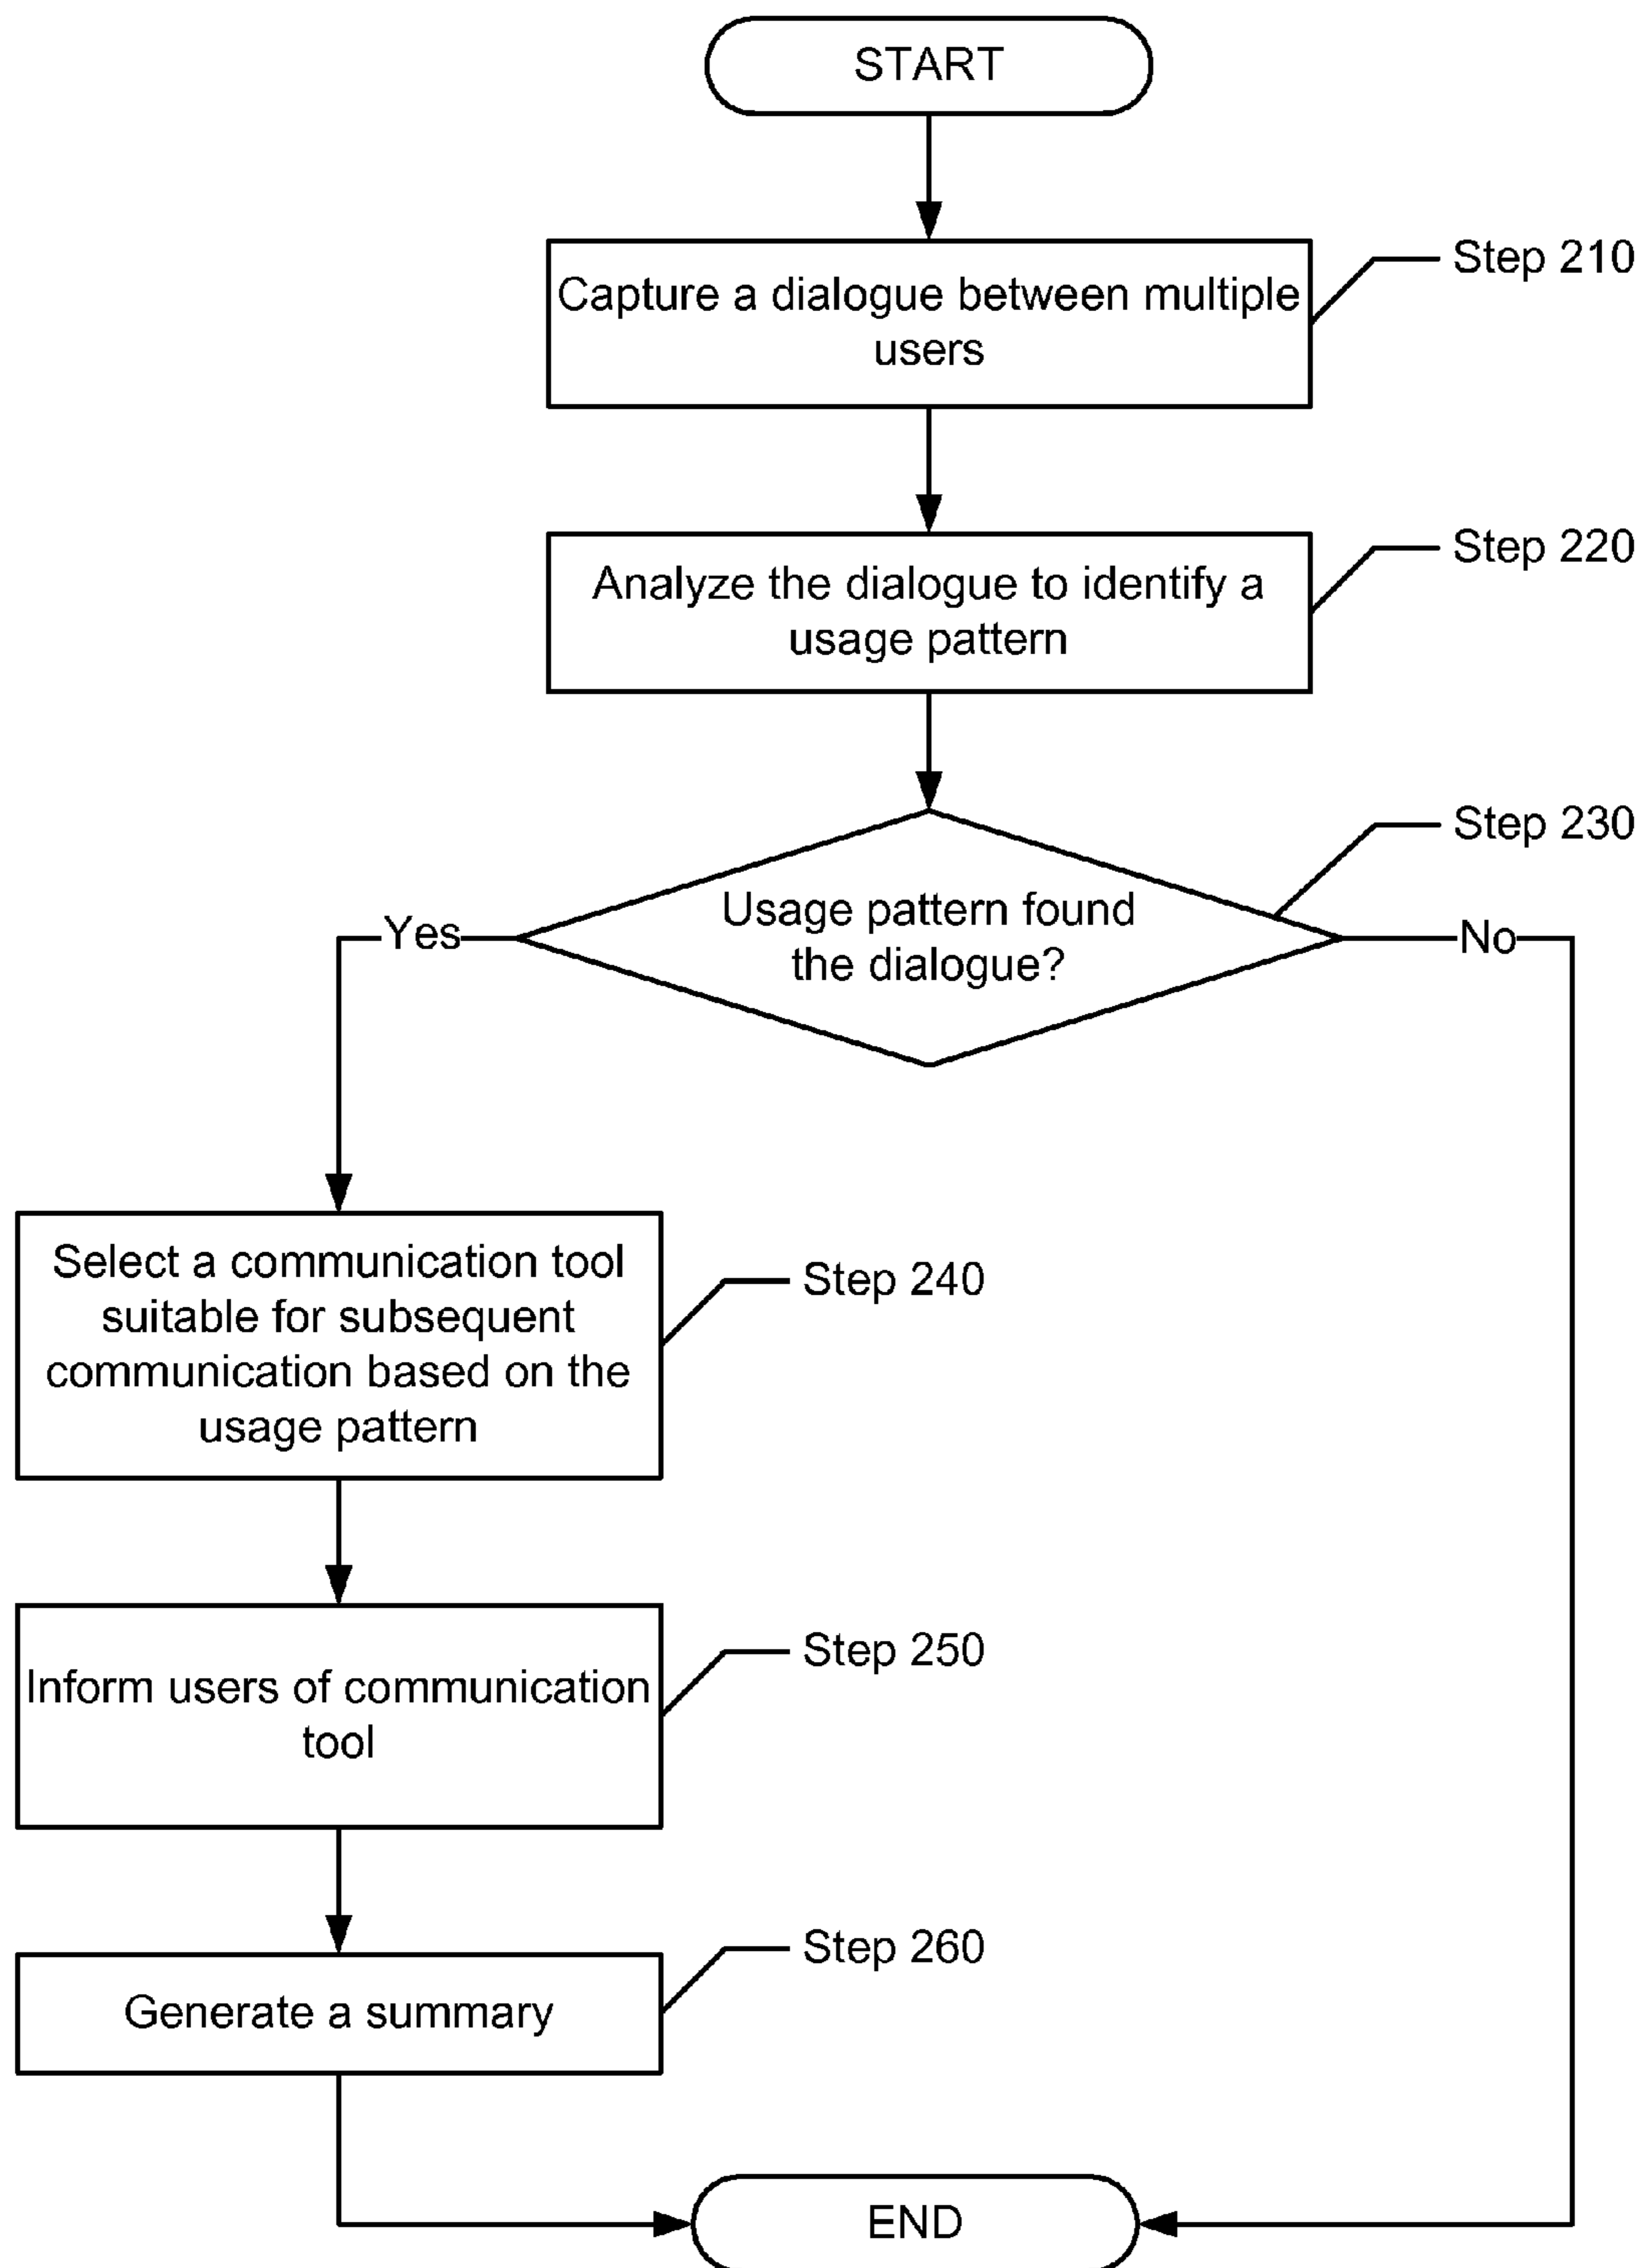 START
Capture a dialogue between multiple
users
Step 210
Analyze the dialogue to identify a
usage pattern
Step 220
Usage pattern found
the dialogue?
Step 230
Yes
No
Select a communication tool
suitable for subsequent
communication based on the
usage pattern
Step 240
Inform users of communication
tool
Step 250
Generate a summary
Step 260
END